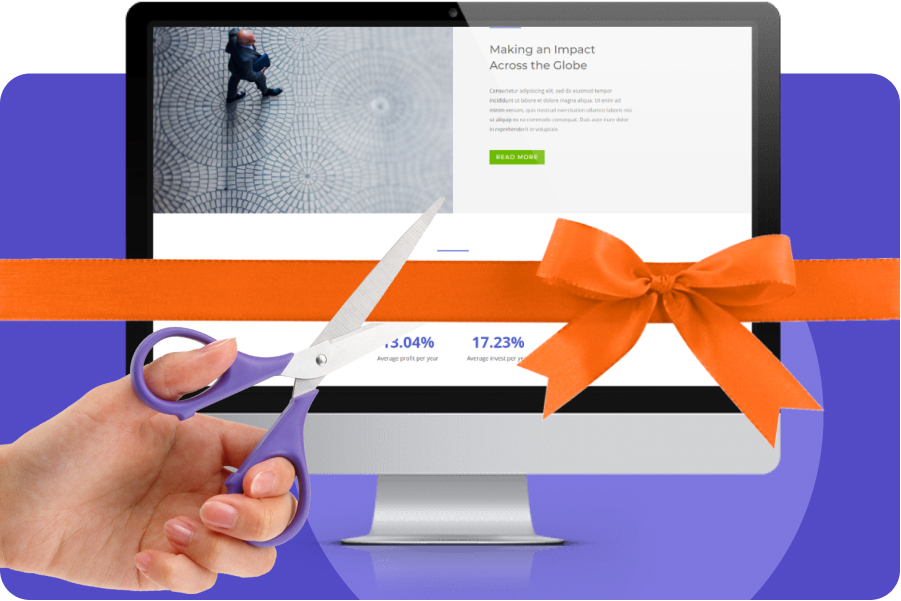 Making an Impact
Across the Globe
Consectetur adipiscing elit, sed do eiusmod tempor
incididunt ut labore et dolore magna aliqua. Ut enim ad
minim veniam, quis nostrud exercitation ullamco laboris nisi
ut aliquip ex ea commodo consequat. Duis aute irure dolor
in reprehenderit in voluptate.
READ MORE
13.04%
17.23%
Average profit per year
Average invest per